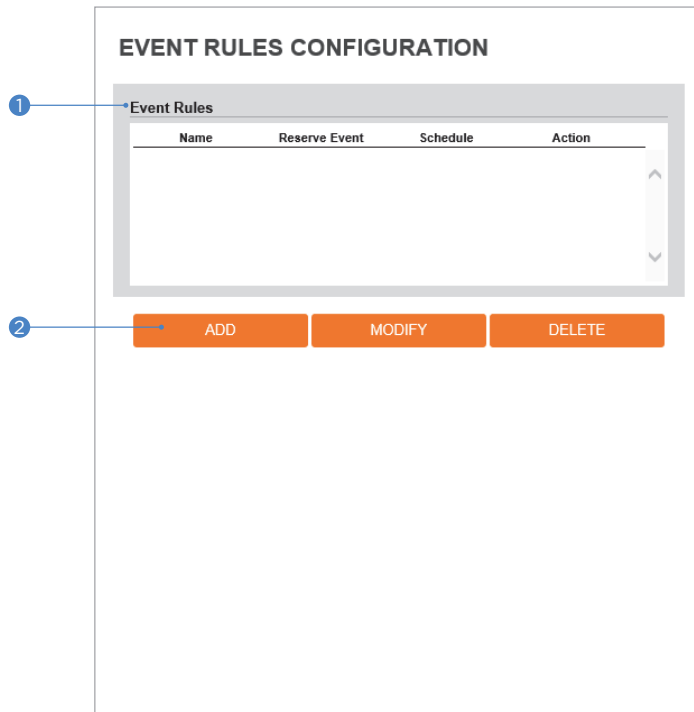 EVENT RULES CONFIGURATION
1
Event Rules
Name Reserve Event Schedule Action
2
ADD MODIFY DELETE